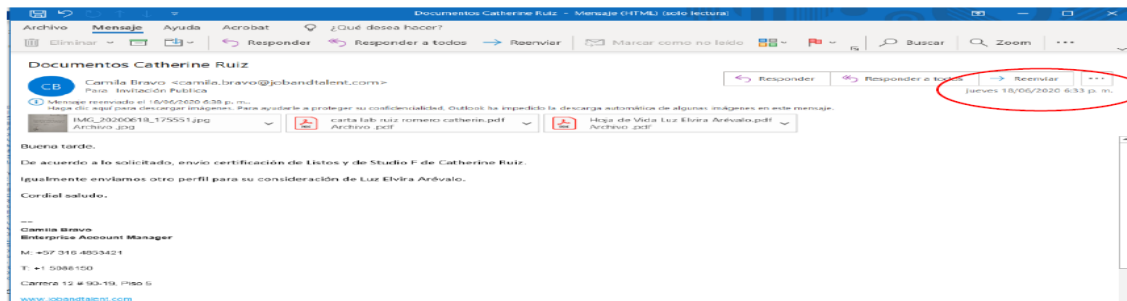 Documentos Catherine Ruiz - Mensaje (HTML) (solo lectura)
Archivo Mensaje Ayuda Acrobat ¿Qué desea hacer?
Eliminar Responder Responder a todos Reenviar Marcar como no leído Buscar Zoom ...
Documentos Catherine Ruiz
CB
Camila Bravo <camila.bravo@jobandtalent.com>
Para Invitación Publica
Responder Responder a todos Reenviar ...
jueves 18/06/2020 6:33 p. m.
Mensaje reenviado el 18/06/2020 6:38 p. m..
Haga clic aquí para descargar imágenes. Para ayudarle a proteger su confidencialidad, Outlook ha impedido la descarga automática de algunas imágenes en este mensaje.
IMG_20200618_175551.jpg
Archivo .jpg
carta lab ruiz romero catherin.pdf
Archivo .pdf
Hoja de Vida Luz Elvira Arévalo.pdf
Archivo .pdf
Buena tarde.
De acuerdo a lo solicitado, envío certificación de Listos y de Studio F de Catherine Ruiz.
Igualmente enviamos otro perfil para su consideración de Luz Elvira Arévalo.
Cordial saludo.
--
Camila Bravo
Enterprise Account Manager
M: +57 318 4853421
T: +1 5086150
Carrera 12 # 90-19, Piso 5
www.jobandtalent.com